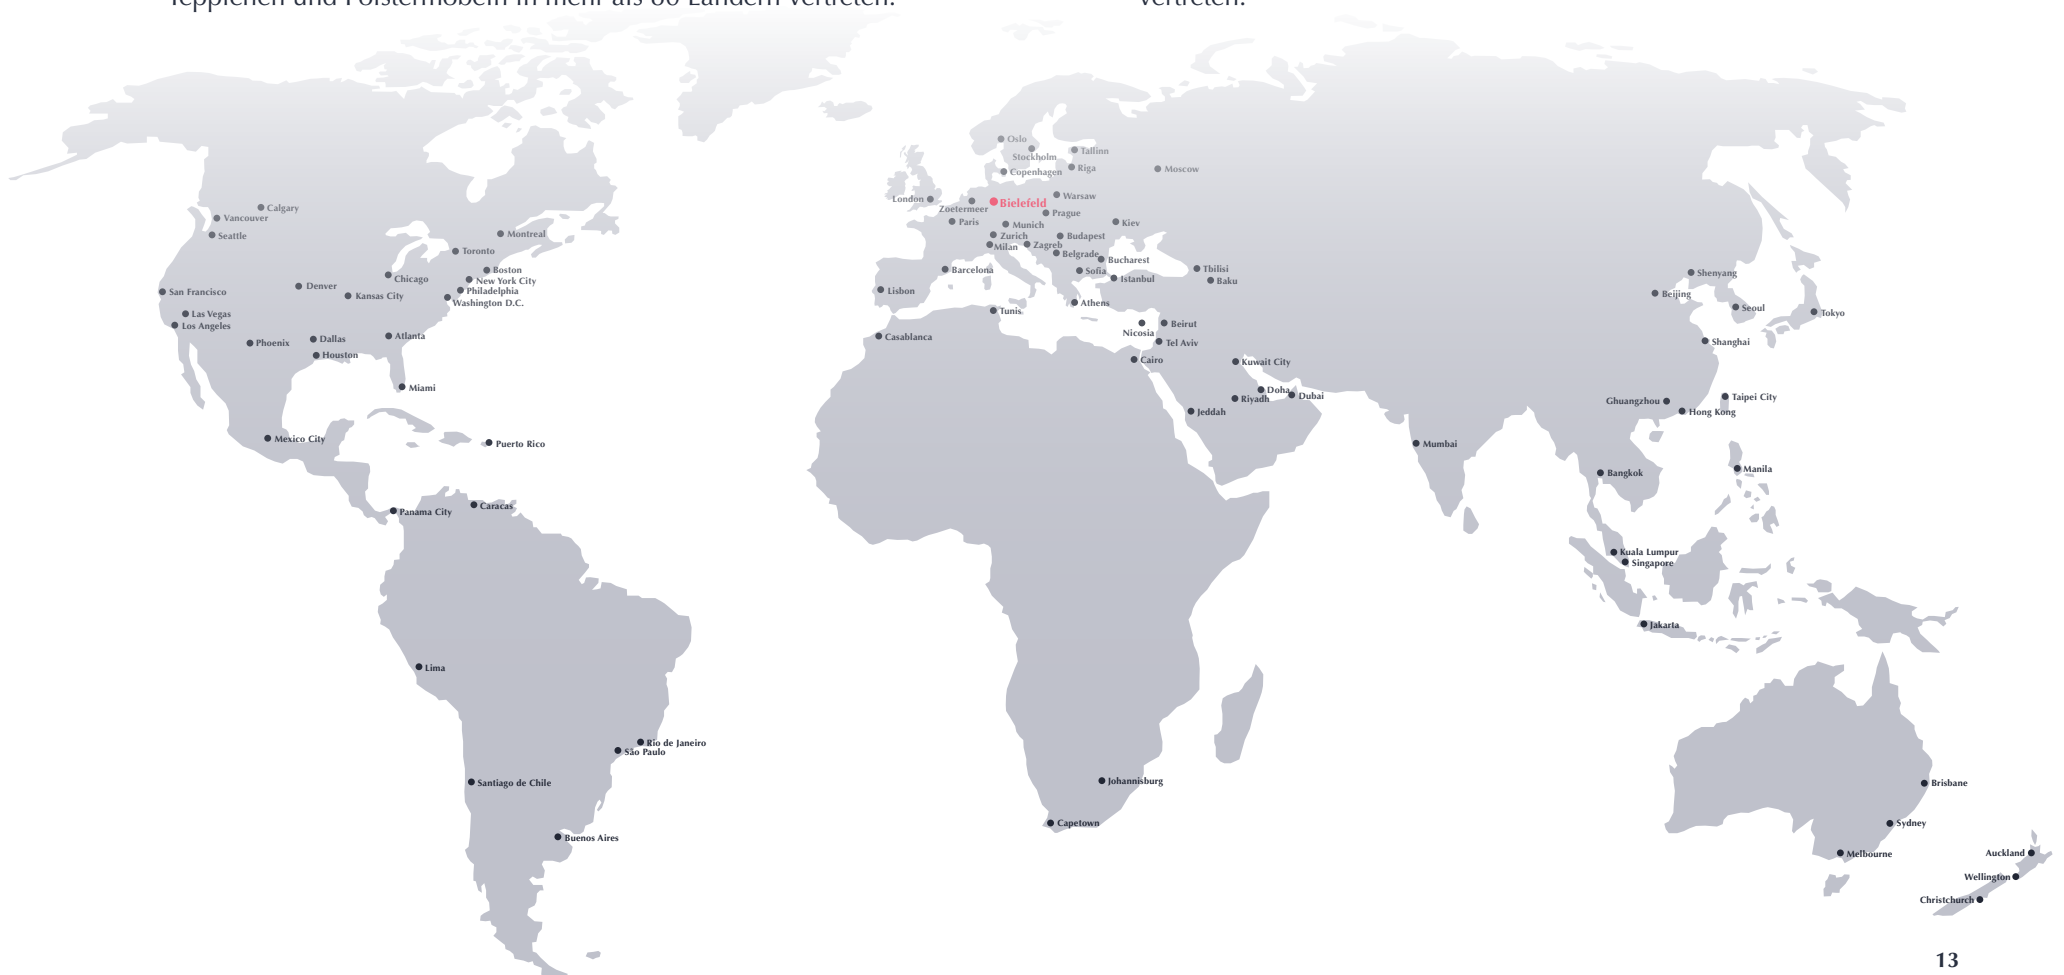 Teppichen und Polstermöbeln in mehr als 80 Ländern vertreten.
vertreten.
Oslo
Stockholm
Tallinn
Copenhagen
Riga
Moscow
London
Zoetermeer
Bielefeld
Warsaw
Paris
Prague
Munich
Kiev
Zurich
Budapest
Milan
Zagreb
Belgrade
Bucharest
Barcelona
Sofia
Istanbul
Tbilisi
Baku
Lisbon
Athens
Tunis
Casablanca
Nicosia
Beirut
Tel Aviv
Cairo
Kuwait City
Doha
Dubai
Riyadh
Jeddah
Calgary
Vancouver
Seattle
Montreal
Toronto
Boston
Chicago
New York City
Denver
Philadelphia
San Francisco
Kansas City
Washington D.C.
Las Vegas
Los Angeles
Atlanta
Dallas
Phoenix
Houston
Miami
Mexico City
Puerto Rico
Panama City
Caracas
Lima
Rio de Janeiro
São Paulo
Santiago de Chile
Buenos Aires
Johannisburg
Capetown
Shenyang
Beijing
Seoul
Tokyo
Shanghai
Ghuangzhou
Taipei City
Hong Kong
Mumbai
Bangkok
Manila
Kuala Lumpur
Singapore
Jakarta
Brisbane
Sydney
Melbourne
Auckland
Wellington
Christchurch
13